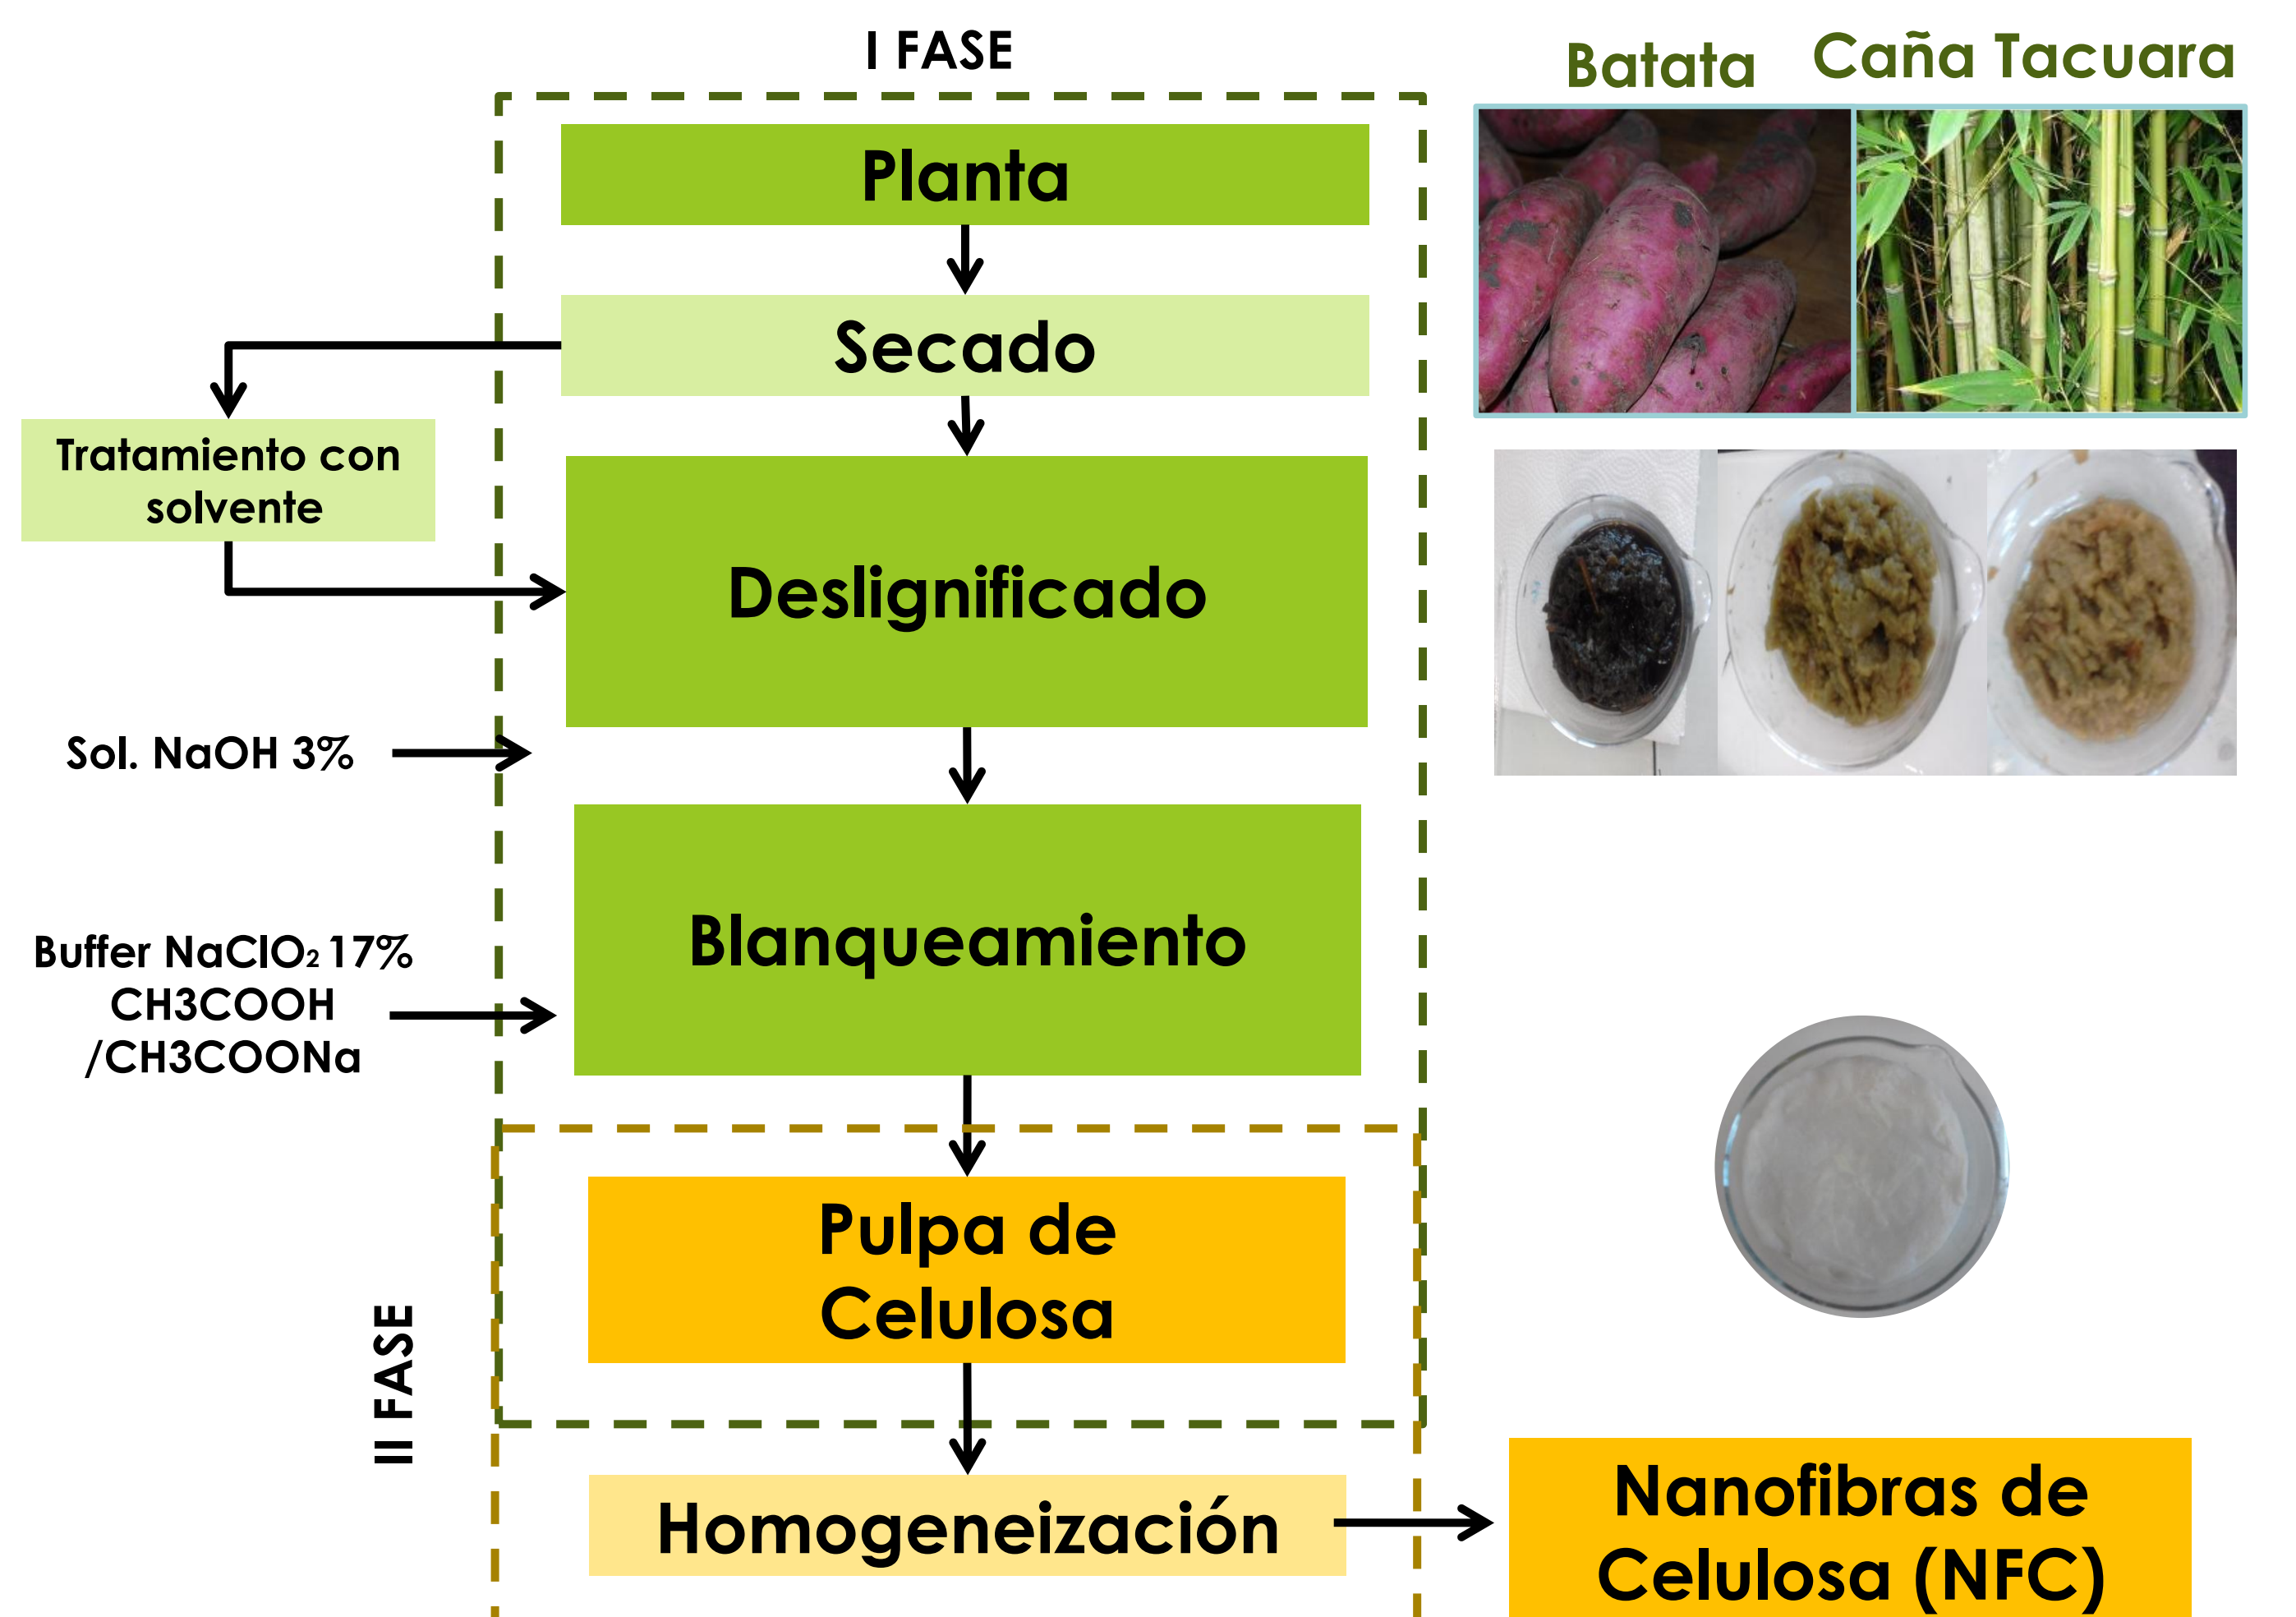 I FASE
Batata
Caña Tacuara
Planta
Secado
Tratamiento con
solvente
Deslignificado
Sol. NaOH 3%
Blanqueamiento
Buffer NaClO₂ 17%
CH3COOH
/CH3COONa
Pulpa de
Celulosa
II FASE
Homogeneización
Nanofibras de
Celulosa (NFC)